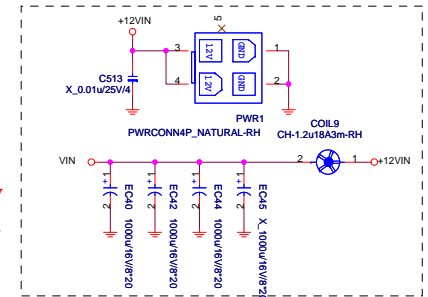 +12VIN
5
3
12V
GND
1
4
12V
GND
2
C513
X_0.01u/25V/4
PWR1
PWRCONN4P_NATURAL-RH
COIL9
CH-1.2u18A3m-RH
VIN
2
1
+12VIN
+
1
2
EC40
1000u/16V/8*20
+
1
2
EC42
1000u/16V/8*20
+
1
2
EC44
1000u/16V/8*20
+
1
2
EC45
X_1000u/16V/8*20